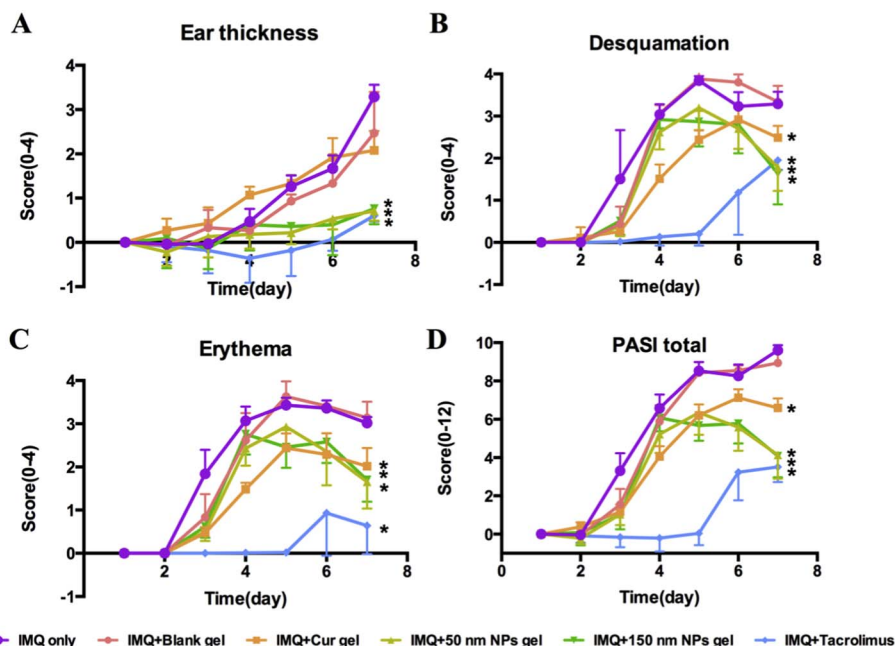 A
Ear thickness
4
3
2
1
0
-1
Score(0-4)
2 4 6 8
Time(day)
*
*
*
B
Desquamation
4
3
2
1
0
-1
Score(0-4)
2 4 6 8
Time(day)
*
*
*
*
C
Erythema
4
3
2
1
0
-1
Score(0-4)
2 4 6 8
Time(day)
*
*
*
*
D
PASI total
10
8
6
4
2
0
Score(0-12)
0 2 4 6 8
Time(day)
*
*
*
*
IMQ only IMQ+Blank gel IMQ+Cur gel IMQ+50 nm NPs gel IMQ+150 nm NPs gel IMQ+Tacrolimus